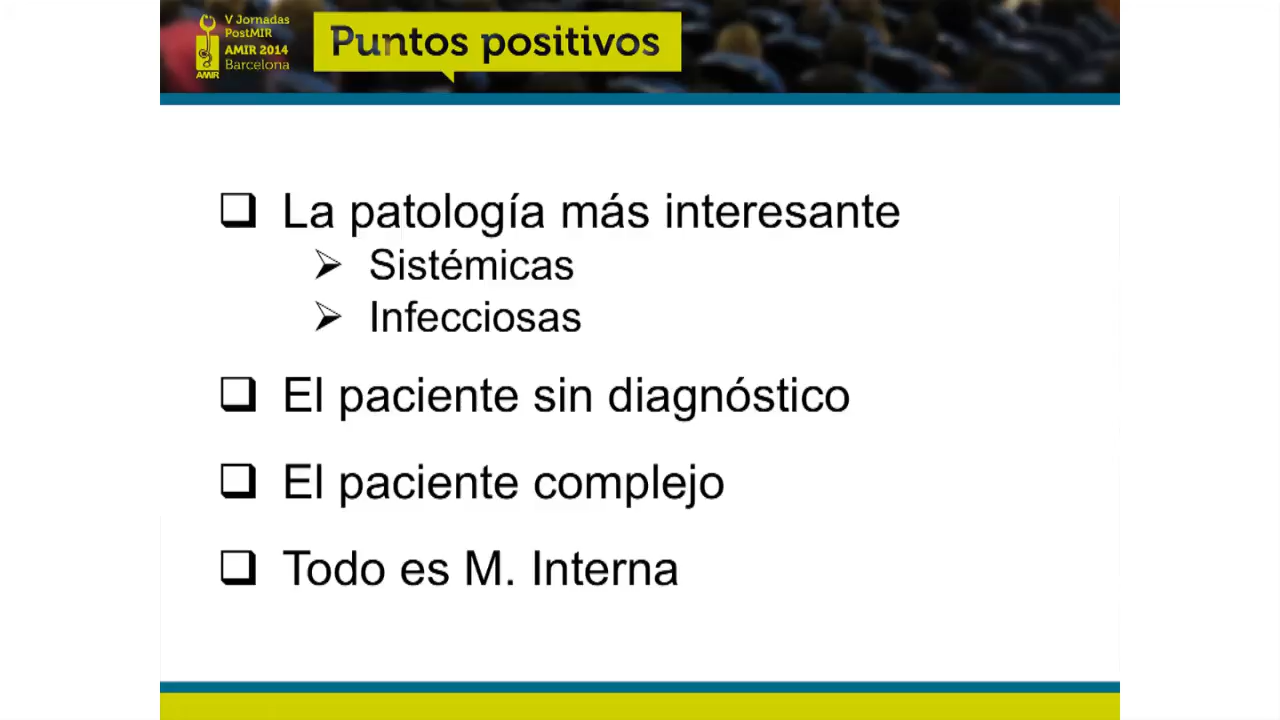 V Jornadas
PostMIR
AMIR 2014
Barcelona
AMIR
Puntos positivos
La patología más interesante
Sistémicas
Infecciosas
El paciente sin diagnóstico
El paciente complejo
Todo es M. Interna